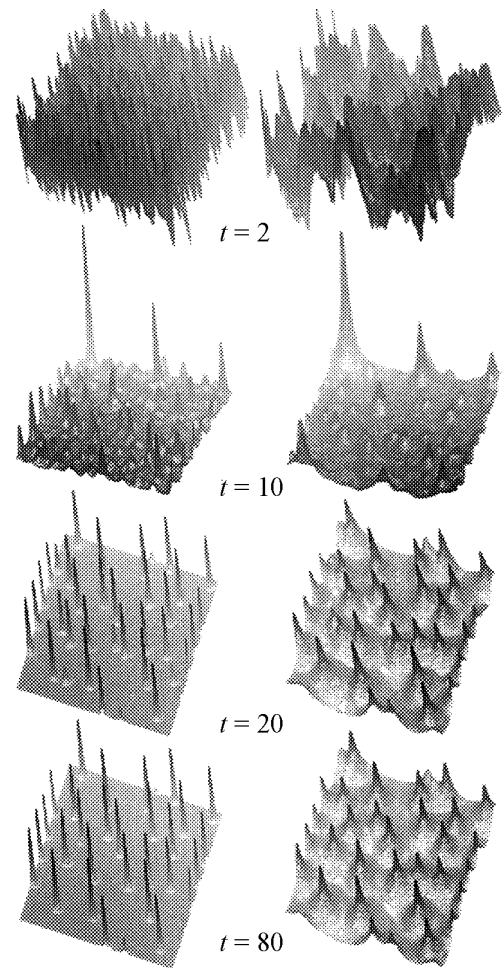 t = 2
t = 10
t = 20
t = 80